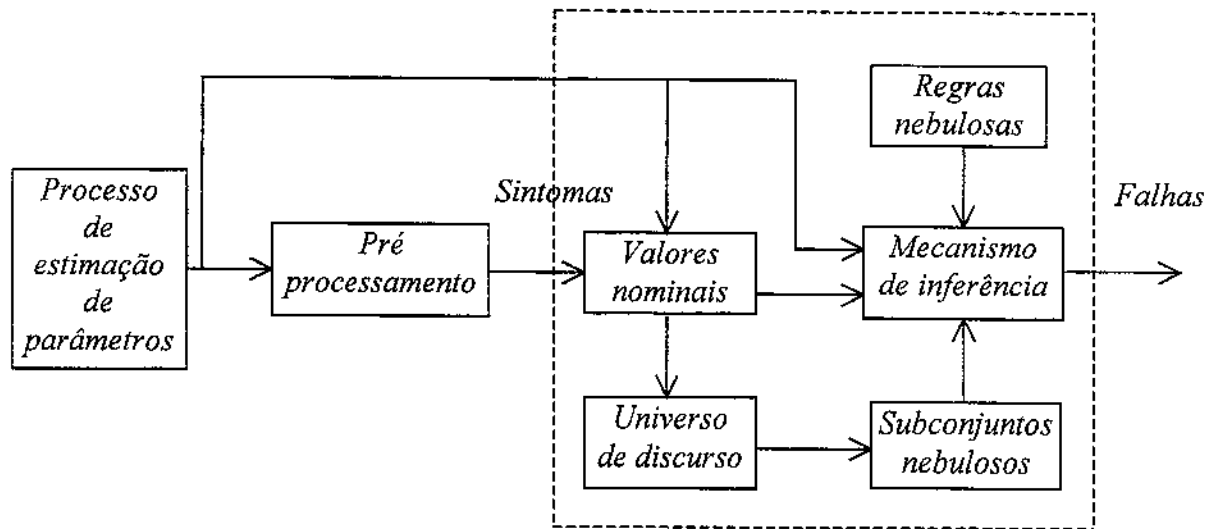 Regras
nebulosas
Processo
de
estimação
de
parâmetros
Sintomas
Falhas
Pré
processamento
Valores
nominais
Mecanismo
de inferência
Universo
de discurso
Subconjuntos
nebulosos